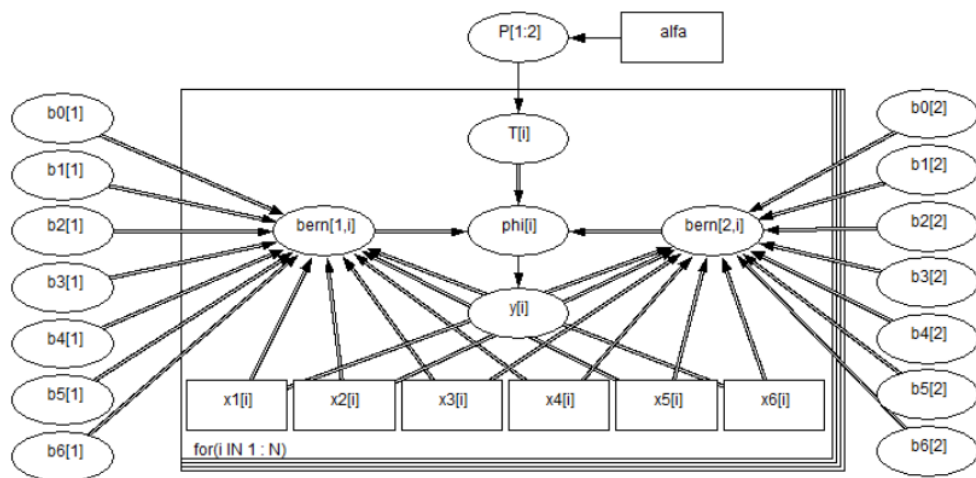 P[1:2]
alfa
b0[1]
b0[2]
T[i]
b1[1]
b1[2]
b2[1]
bern[1,i]
phi[i]
bern[2,i]
b2[2]
b3[1]
b3[2]
y[i]
b4[1]
b4[2]
b5[1]
x1[i]
x2[i]
x3[i]
x4[i]
x5[i]
x6[i]
b5[2]
b6[1]
for(i IN 1 : N)
b6[2]